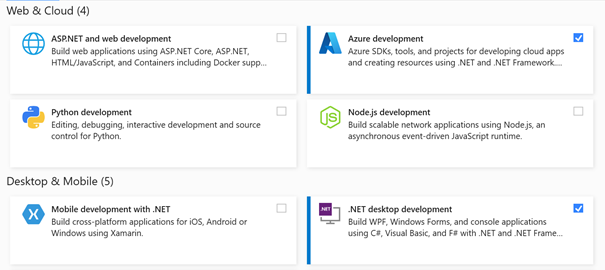 Web & Cloud (4)
ASP.NET and web development
Build web applications using ASP.NET Core, ASP.NET,
HTML/JavaScript, and Containers including Docker supp...
Azure development
Azure SDKs, tools, and projects for developing cloud apps
and creating resources using .NET and .NET Framework....
Python development
Editing, debugging, interactive development and source
control for Python.
Node.js development
Build scalable network applications using Node.js, an
asynchronous event-driven JavaScript runtime.
Desktop & Mobile (5)
Mobile development with .NET
Build cross-platform applications for iOS, Android or
Windows using Xamarin.
.NET
.NET desktop development
Build WPF, Windows Forms, and console applications
using C#, Visual Basic, and F# with .NET and .NET Frame...